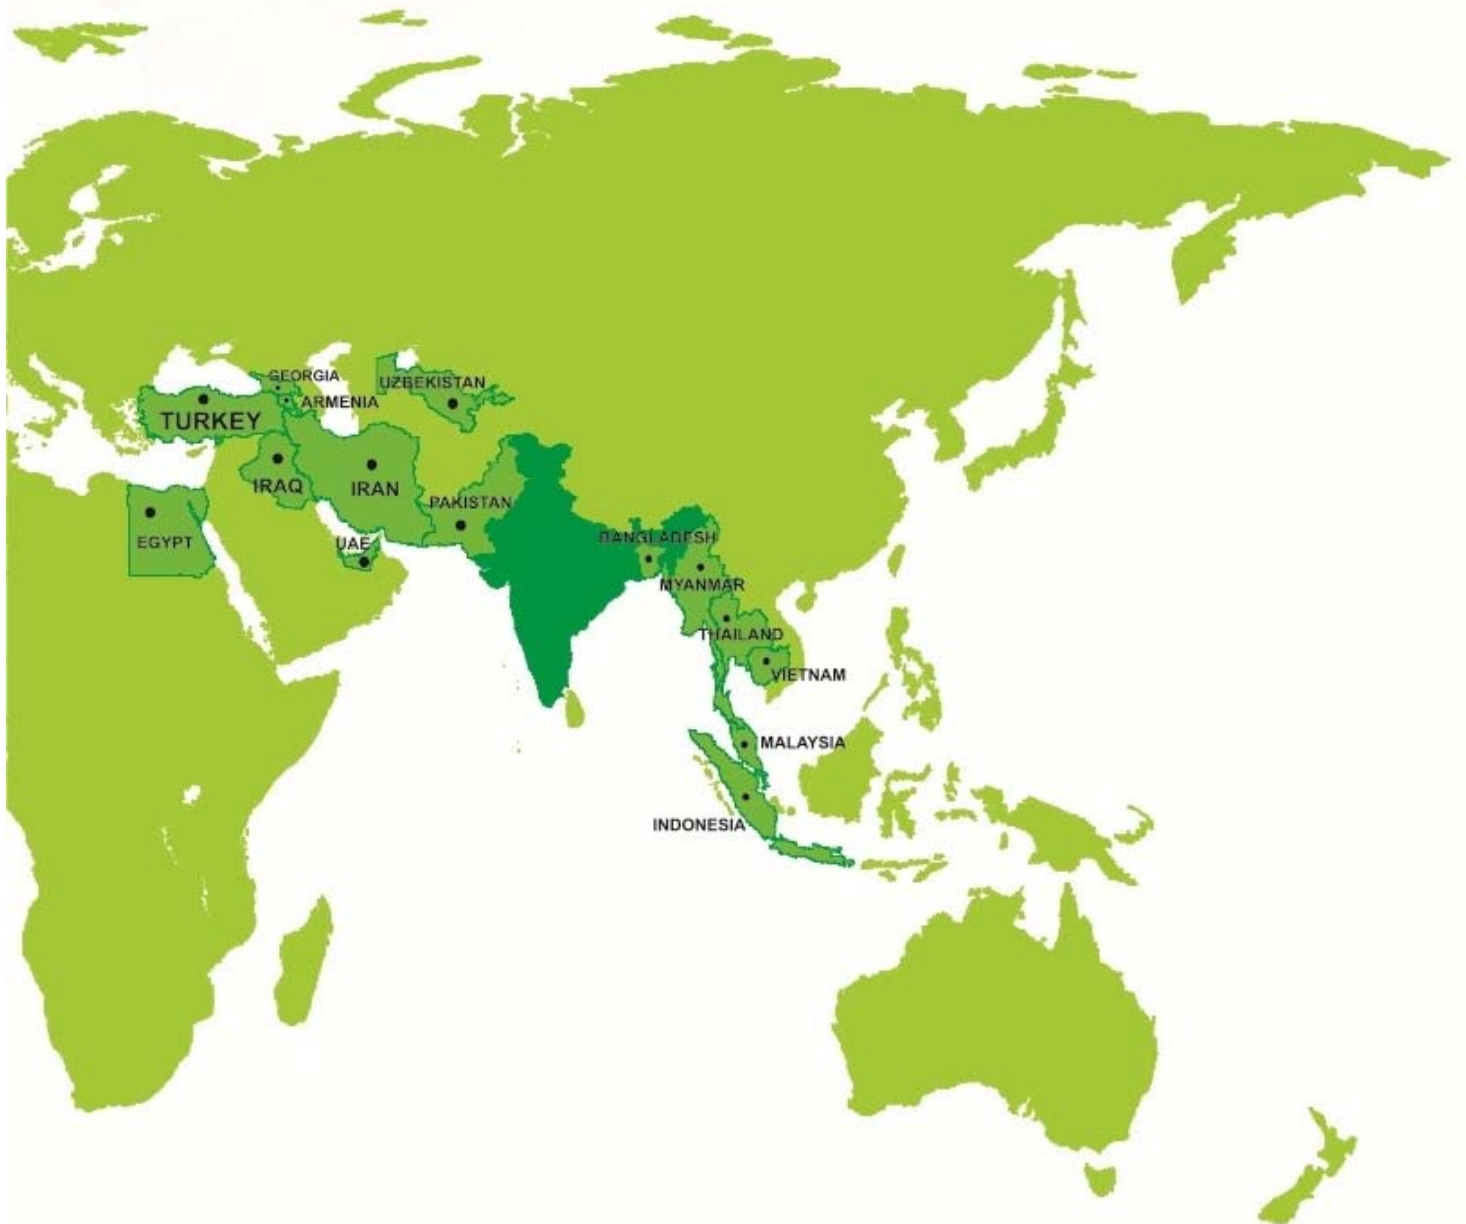 GEORGIA
UZBEKISTAN
ARMENIA
TURKEY
IRAQ
IRAN
PAKISTAN
EGYPT
UAE
BANGLADESH
MYANMAR
THAILAND
VIETNAM
MALAYSIA
INDONESIA